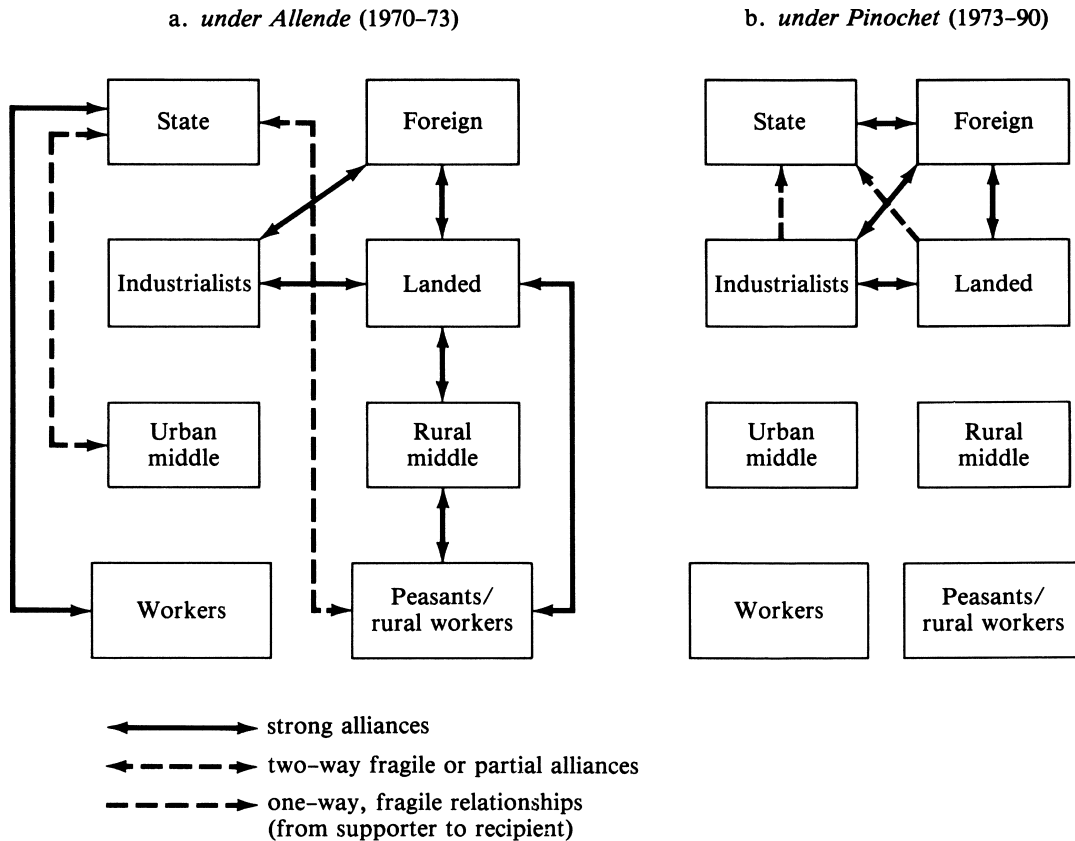 a. under Allende (1970–73)
b. under Pinochet (1973–90)
State
Foreign
Industrialists
Landed
Urban
middle
Rural
middle
Workers
Peasants/
rural workers
State
Foreign
Industrialists
Landed
Urban
middle
Rural
middle
Workers
Peasants/
rural workers
strong alliances
two-way fragile or partial alliances
one-way, fragile relationships
(from supporter to recipient)